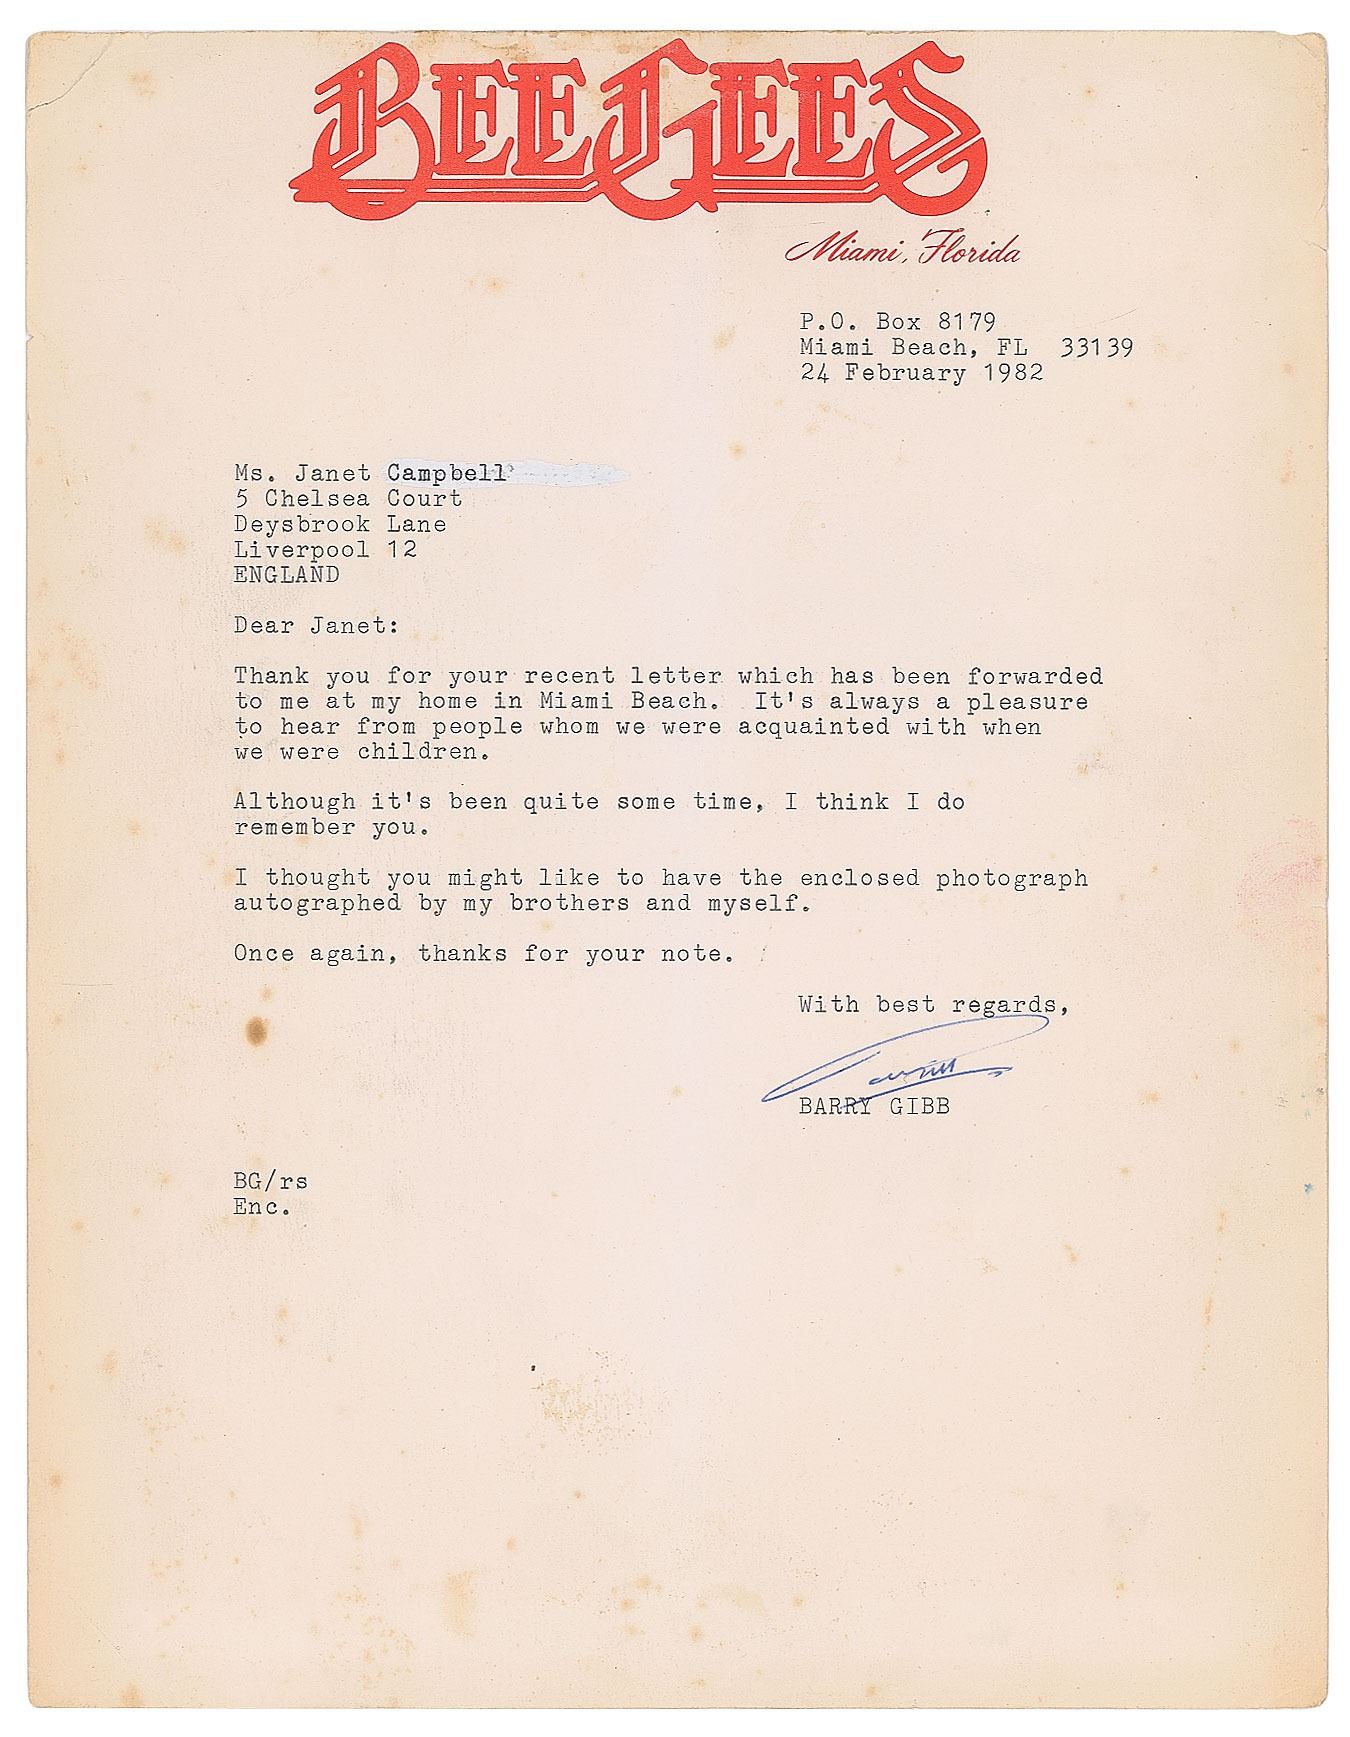 BEE GEES
Miami, Florida
P.O. Box 8179
Miami Beach, FL  33139
24 February 1982
Ms. Janet Campbell
5 Chelsea Court
Deysbrook Lane
Liverpool 12
ENGLAND
Dear Janet:
Thank you for your recent letter which has been forwarded
to me at my home in Miami Beach.  It's always a pleasure
to hear from people whom we were acquainted with when
we were children.
Although it's been quite some time, I think I do
remember you.
I thought you might like to have the enclosed photograph
autographed by my brothers and myself.
Once again, thanks for your note.
With best regards,
BARRY GIBB
BG/rs
Enc.